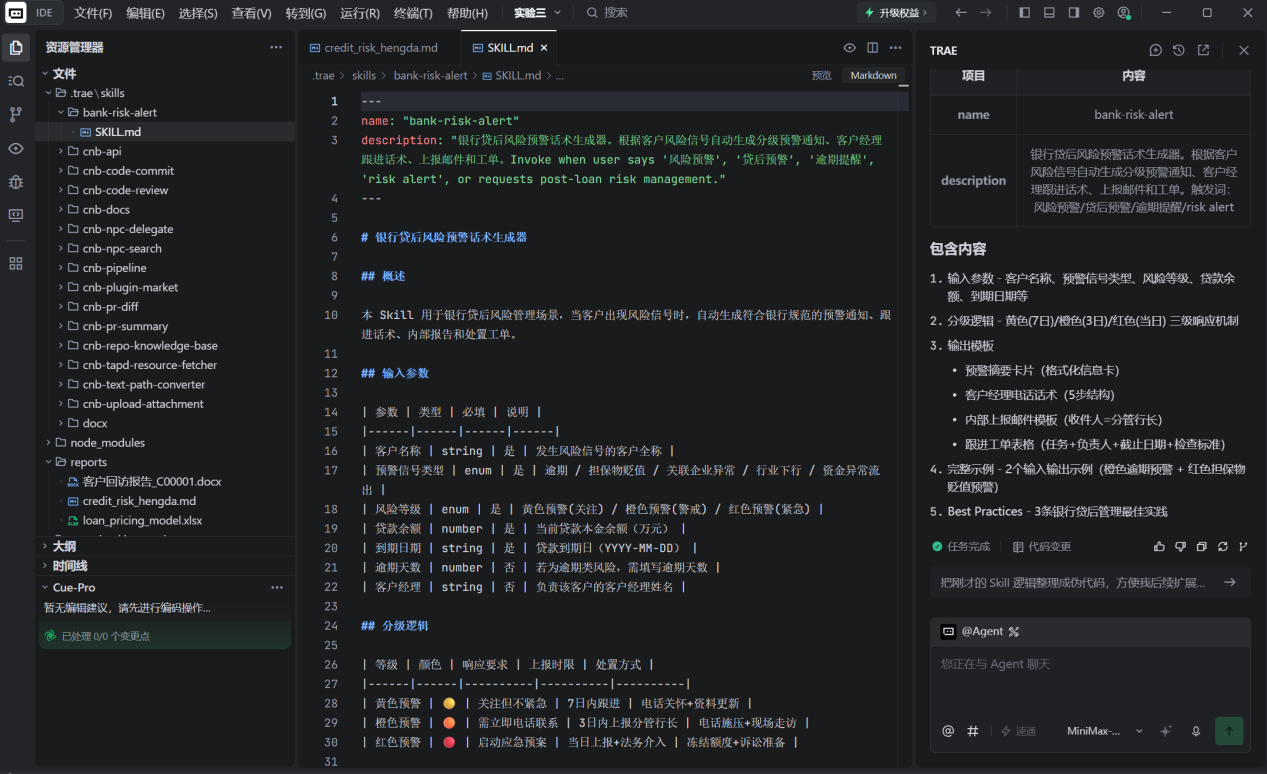 IDE 文件(F) 编辑(E) 选择(S) 查看(V) 转到(G) 运行(R) 终端(T) 帮助(H) 实验三 搜索 升级权益
资源管理器
文件
.trae\skills
bank-risk-alert
SKILL.md
cnb-api
cnb-code-commit
cnb-code-review
cnb-docs
cnb-npc-delegate
cnb-npc-search
cnb-pipeline
cnb-plugin-market
cnb-pr-diff
cnb-pr-summary
cnb-repo-knowledge-base
cnb-tapd-resource-fetcher
cnb-text-path-converter
cnb-upload-attachment
docx
node_modules
reports
客户回访报告_C00001.docx
credit_risk_hengda.md
loan_pricing_model.xlsx
大纲
时间线
Cue-Pro
暂无编辑建议，请先进行编码操作...
已处理 0/0 个变更点
credit_risk_hengda.md SKILL.md
.trae > skills > bank-risk-alert > SKILL.md > ... 预览 Markdown
1 ---
2 name: "bank-risk-alert"
3 description: "银行贷后风险预警话术生成器。根据客户风险信号自动生成分级预警通知、客户经理
跟进话术、上报邮件和工单。Invoke when user says '风险预警', '贷后预警', '逾期提醒',
'risk alert', or requests post-loan risk management."
4 ---
5
6 # 银行贷后风险预警话术生成器
7
8 ## 概述
9
10 本 Skill 用于银行贷后风险管理场景，当客户出现风险信号时，自动生成符合银行规范的预警通知、跟
进话术、内部报告和处置工单。
11
12 ## 输入参数
13
14 | 参数 | 类型 | 必填 | 说明 |
15 |------|------|------|------|
16 | 客户名称 | string | 是 | 发生风险信号的客户全称 |
17 | 预警信号类型 | enum | 是 | 逾期 / 担保物贬值 / 关联企业异常 / 行业下行 / 资金异常流
出 |
18 | 风险等级 | enum | 是 | 黄色预警(关注) / 橙色预警(警戒) / 红色预警(紧急) |
19 | 贷款余额 | number | 是 | 当前贷款本金余额（万元） |
20 | 到期日期 | string | 是 | 贷款到期日（YYYY-MM-DD） |
21 | 逾期天数 | number | 否 | 若为逾期类风险，需填写逾期天数 |
22 | 客户经理 | string | 否 | 负责该客户的客户经理姓名 |
23
24 ## 分级逻辑
25
26 | 等级 | 颜色 | 响应要求 | 上报时限 | 处置方式 |
27 |------|------|----------|----------|----------|
28 | 黄色预警 | 🟡 | 关注但不紧急 | 7日内跟进 | 电话关怀+资料更新 |
29 | 橙色预警 | 🟠 | 需立即电话联系 | 3日内上报分管行长 | 电话施压+现场走访 |
30 | 红色预警 | 🔴 | 启动应急预案 | 当日上报+法务介入 | 冻结额度+诉讼准备 |
31
TRAE
项目 内容
name bank-risk-alert
description 银行贷后风险预警话术生成器。根据客户
风险信号自动生成分级预警通知、客户经
理跟进话术、上报邮件和工单。触发词：
风险预警/贷后预警/逾期提醒/risk alert
包含内容
1. 输入参数 - 客户名称、预警信号类型、风险等级、贷款余
额、到期日期等
2. 分级逻辑 - 黄色(7日)/橙色(3日)/红色(当日) 三级响应机制
3. 输出模板
• 预警摘要卡片（格式化信息卡）
• 客户经理电话话术（5步结构）
• 内部上报邮件模板（收件人=分管行长）
• 跟进工单表格（任务+负责人+截止日期+检查标准）
4. 完整示例 - 2个输入输出示例（橙色逾期预警 + 红色担保物
贬值预警）
5. Best Practices - 3条银行贷后管理最佳实践
任务完成 代码变更
把刚才的 Skill 逻辑整理成伪代码，方便我后续扩展...
@Agent
您正在与 Agent 聊天
@ # 速通 MiniMax-...